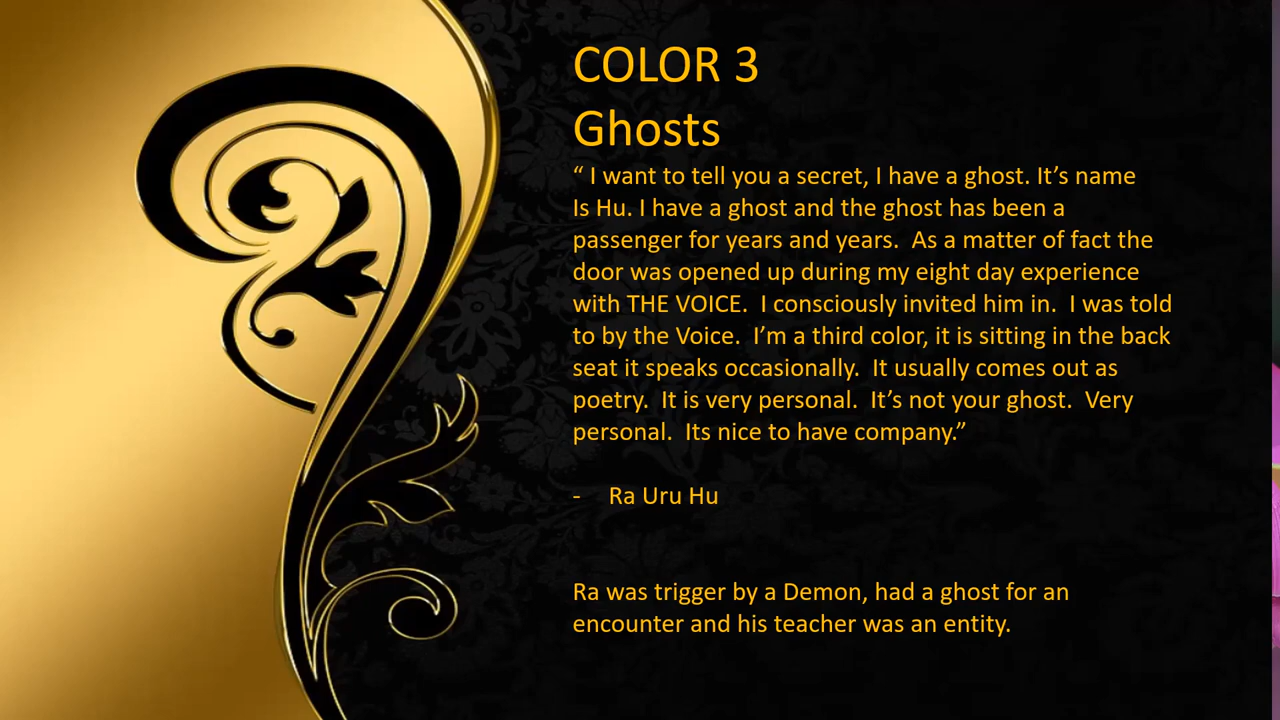 COLOR 3
Ghosts
“ I want to tell you a secret, I have a ghost. It’s name
Is Hu. I have a ghost and the ghost has been a
passenger for years and years.  As a matter of fact the
door was opened up during my eight day experience
with THE VOICE.  I consciously invited him in.  I was told
to by the Voice.  I’m a third color, it is sitting in the back
seat it speaks occasionally.  It usually comes out as
poetry.  It is very personal.  It’s not your ghost.  Very
personal.  Its nice to have company.”
-    Ra Uru Hu
Ra was trigger by a Demon, had a ghost for an
encounter and his teacher was an entity.